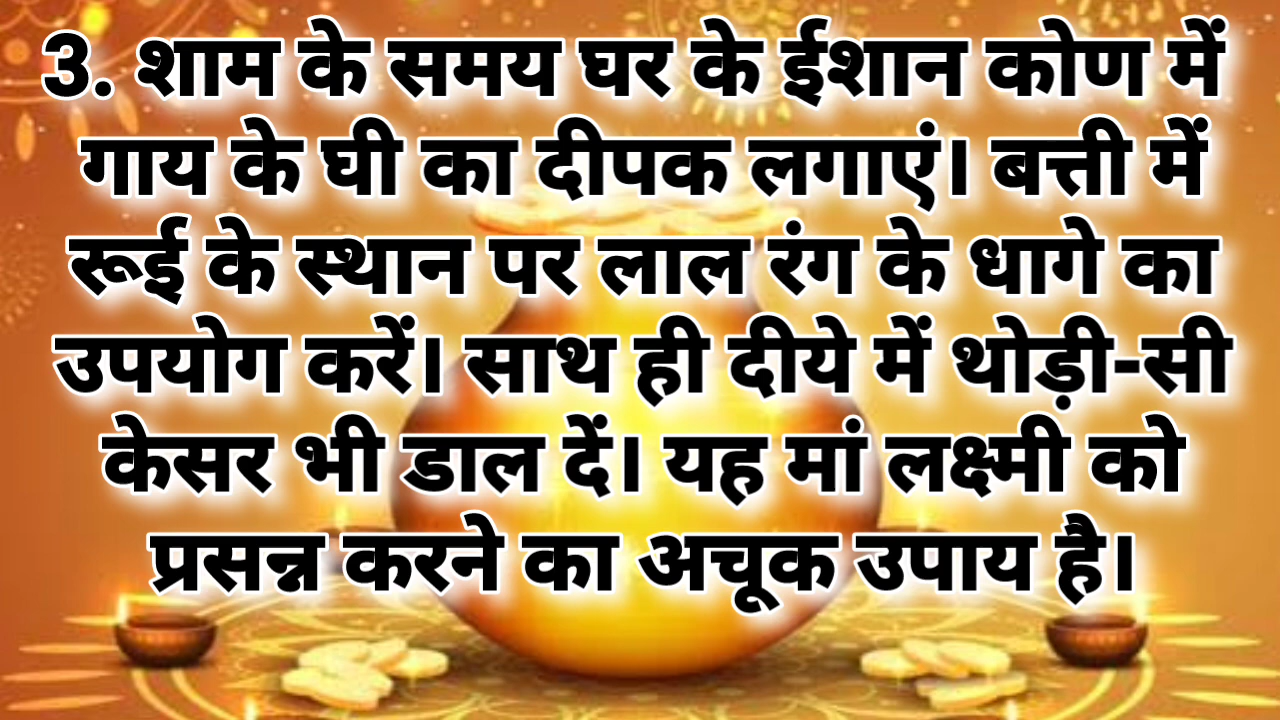 3. शाम के समय घर के ईशान कोण में
गाय के घी का दीपक लगाएं। बत्ती में
रूई के स्थान पर लाल रंग के धागे का
उपयोग करें। साथ ही दीये में थोड़ी-सी
केसर भी डाल दें। यह मां लक्ष्मी को
प्रसन्न करने का अचूक उपाय है।